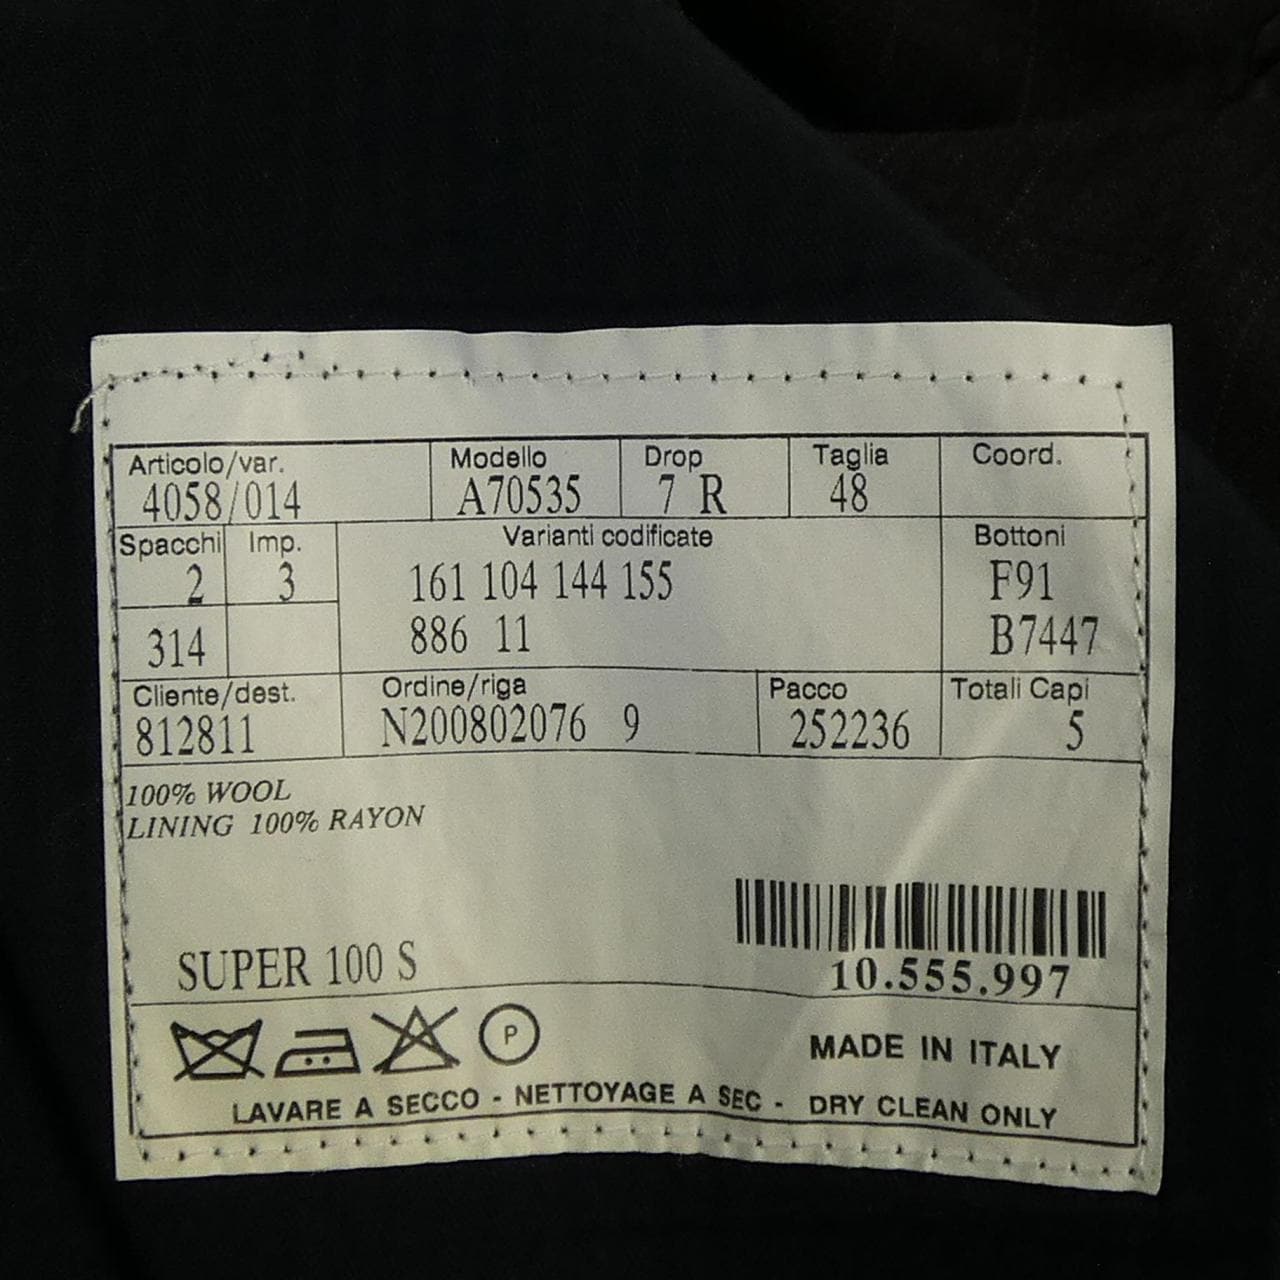 Articolo/var. Modello Drop Taglia Coord.
4058/014 A70535 7 R 48
Spacchi Imp. Varianti codificate Bottoni
2 3 161 104 144 155 F91
314 886 11 B7447
Cliente/dest. Ordine/riga Pacco Totali Capi
812811 N200802076 9 252236 5
100% WOOL
LINING 100% RAYON
SUPER 100 S
10.555.997
P
MADE IN ITALY
LAVARE A SECCO - NETTOYAGE A SEC - DRY CLEAN ONLY